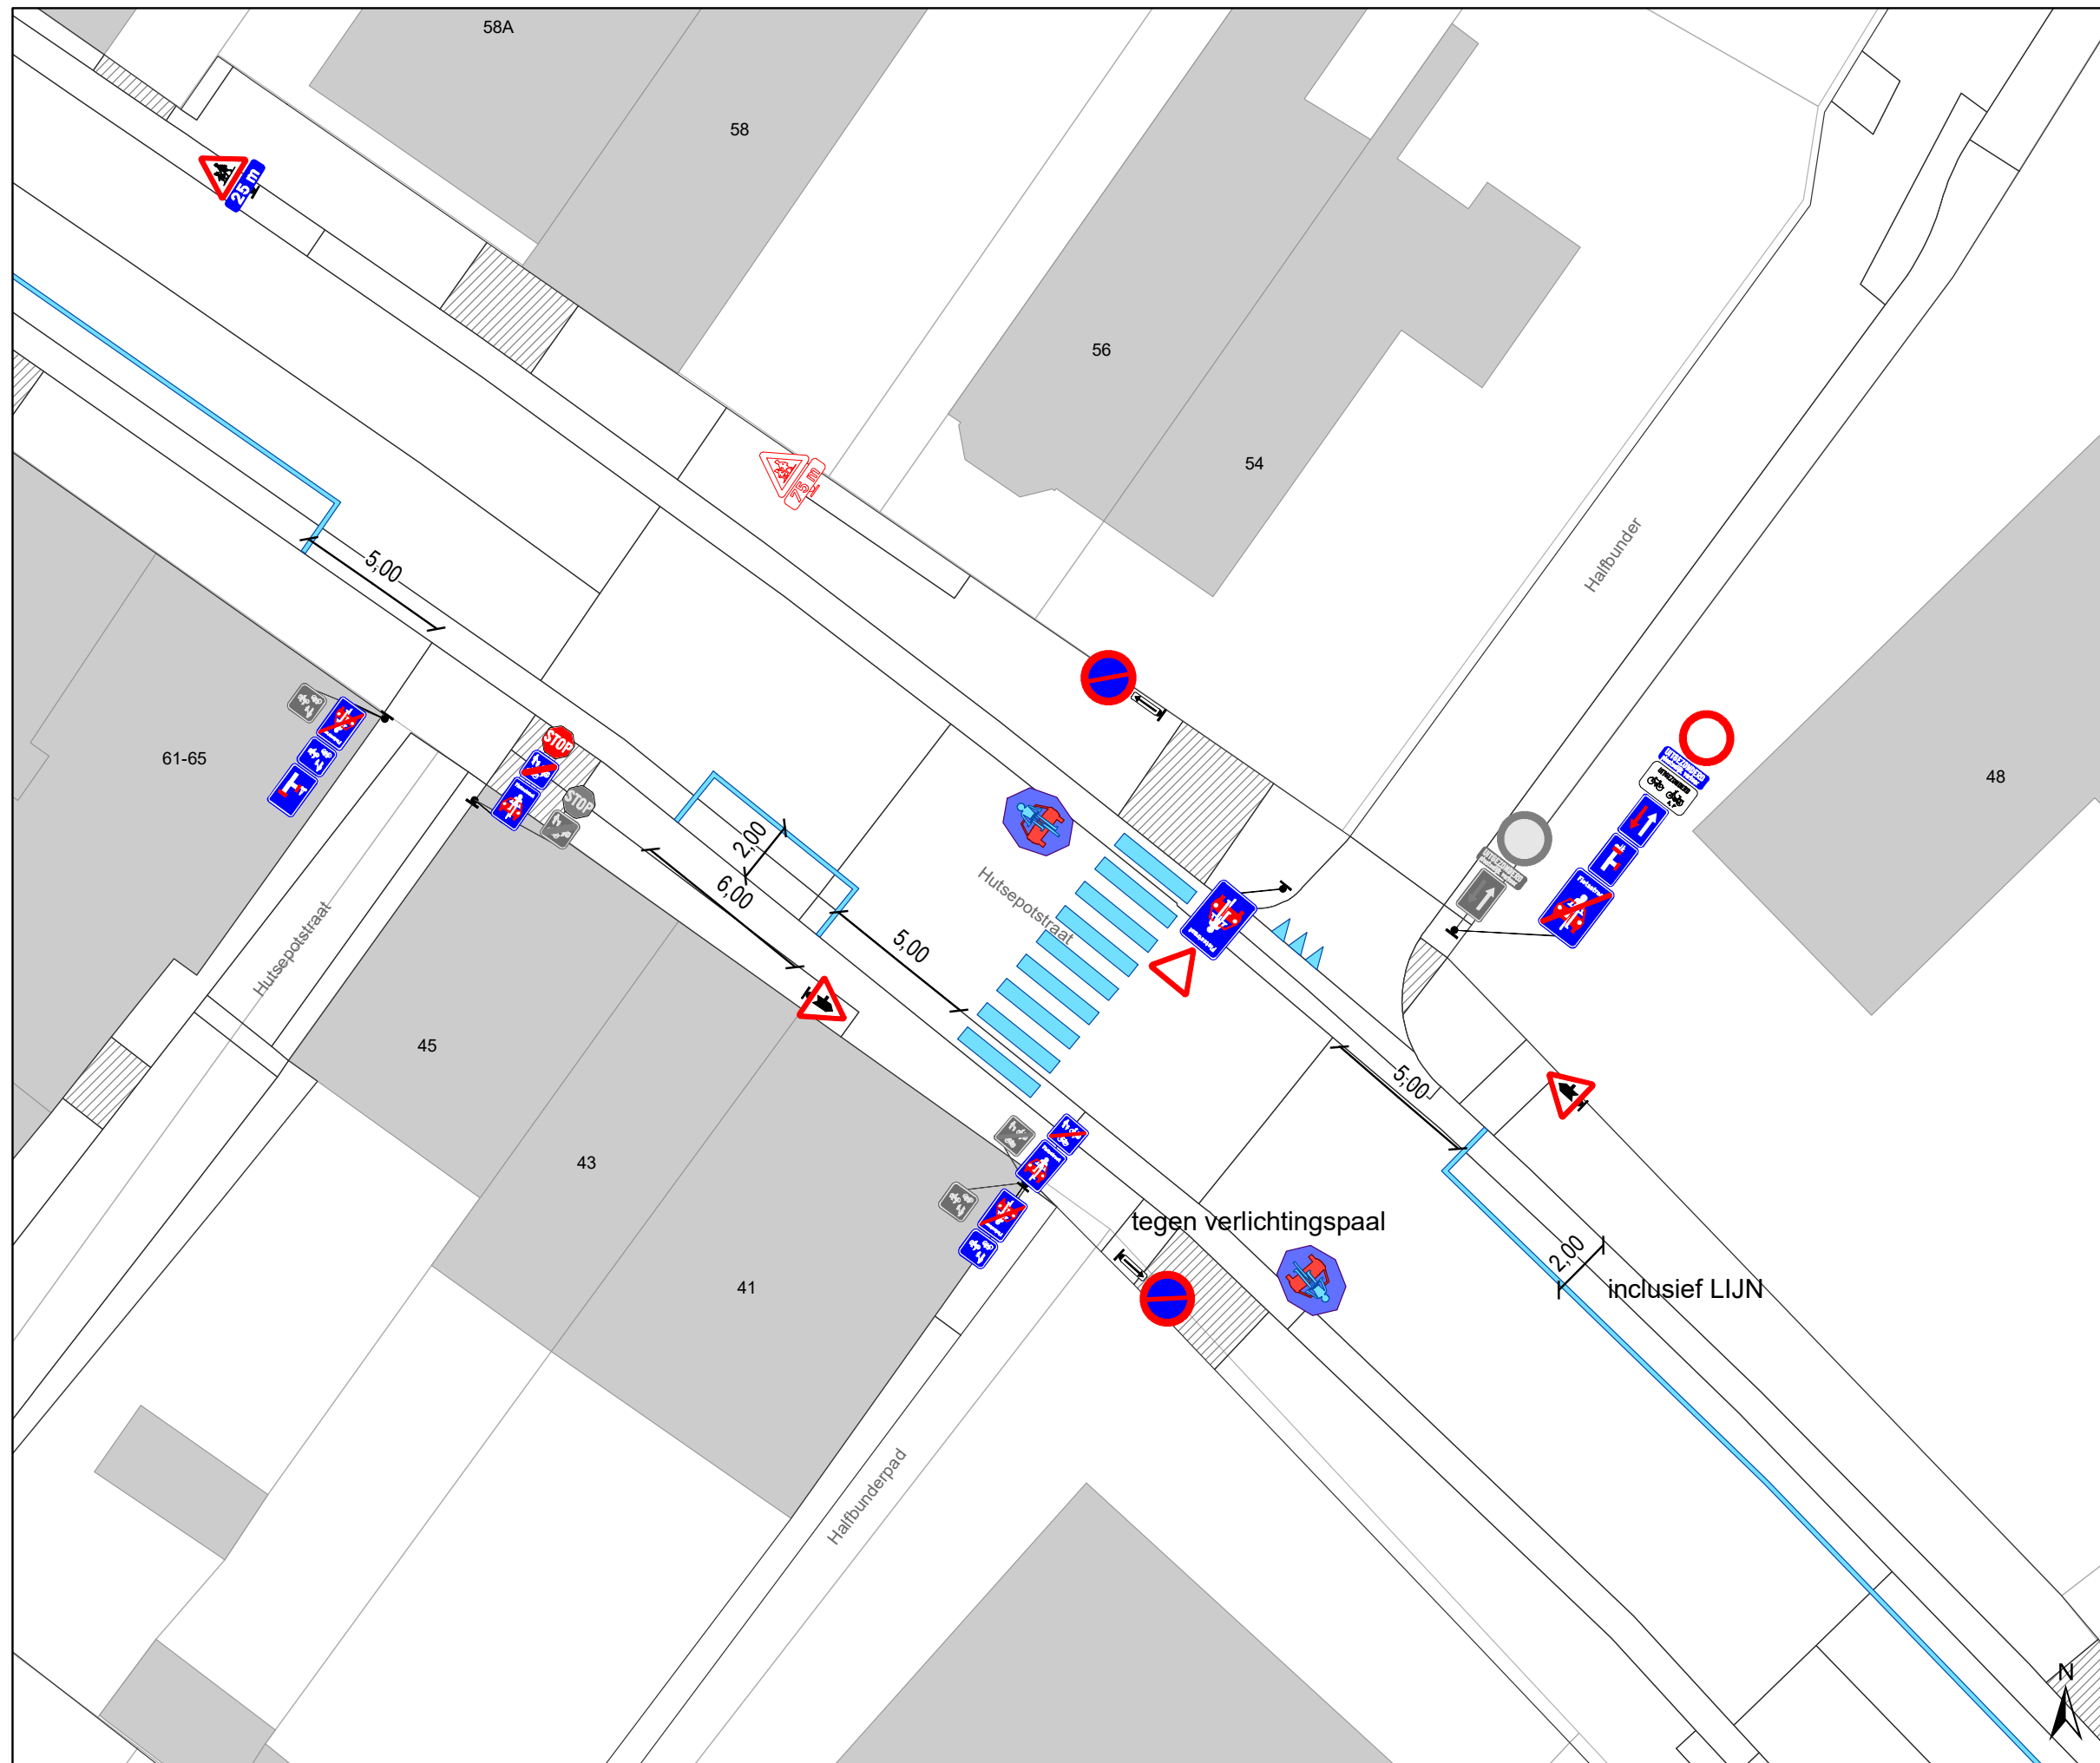 58A
58
25 m
56
54
75 m
Halfbunder
5,00
61-65
STOP
STOP
48
2,00
6,00
Hutsepotstraat
5,00
Hutsepotstraat
45
43
41
5,00
tegen verlichtingspaal
2,00
inclusief LIJN
Halfbunderpad
N